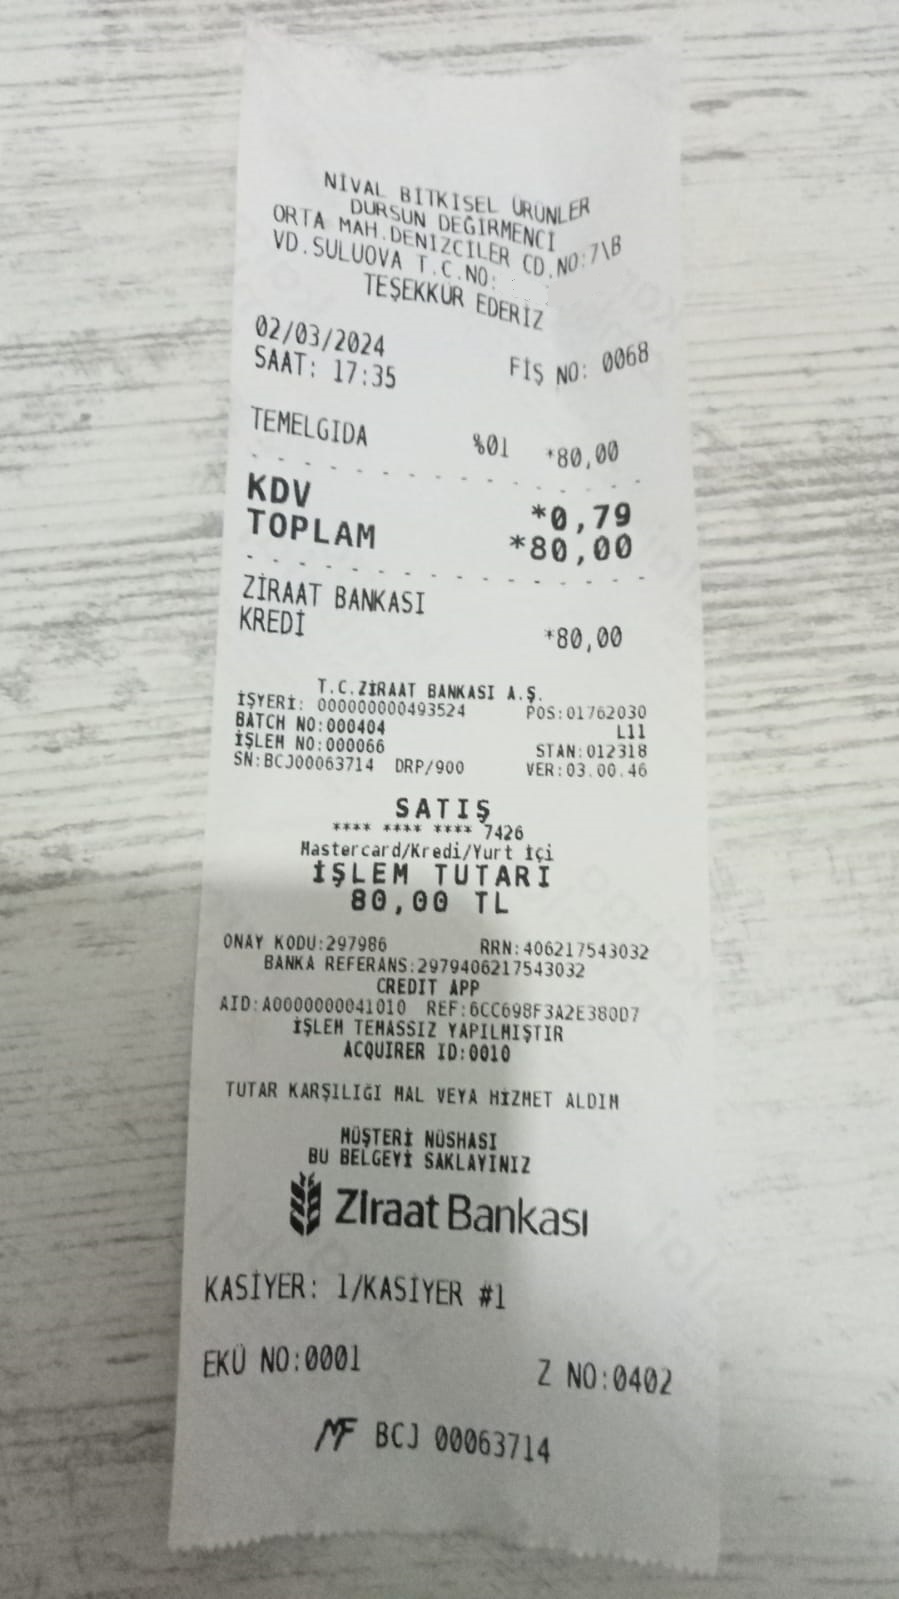 NİVAL BİTKİSEL ÜRÜNLER
DURSUN DEĞİRMENCİ
ORTA MAH.DENİZCİLER CD.NO:7\B
VD.SULUOVA T.C.NO:
TEŞEKKÜR EDERİZ
02/03/2024
SAAT: 17:35 FİŞ NO: 0068
TEMELGIDA %01 *80,00
KDV *0,79
TOPLAM *80,00
ZİRAAT BANKASI
KREDİ *80,00
T.C.ZİRAAT BANKASI A.Ş.
İŞYERİ: 000000000493524 POS:01762030
BATCH NO:000404 L11
İŞLEM NO:000066 STAN:012318
SN:BCJ00063714 DRP/900 VER:03.00.46
SATIŞ
**** **** **** 7426
Mastercard/Kredi/Yurt İçi
İŞLEM TUTARI
80,00 TL
ONAY KODU:297986 RRN:406217543032
BANKA REFERANS:2979406217543032
CREDIT APP
AID:A0000000041010 REF:6CC698F3A2E380D7
İŞLEM TEMASSIZ YAPILMIŞTIR
ACQUIRER ID:0010
TUTAR KARŞILIĞI MAL VEYA HİZMET ALDIM
MÜŞTERİ NÜSHASI
BU BELGEYİ SAKLAYINIZ
Ziraat Bankası
KASİYER: 1/KASİYER #1
EKÜ NO:0001 Z NO:0402
MF BCJ 00063714